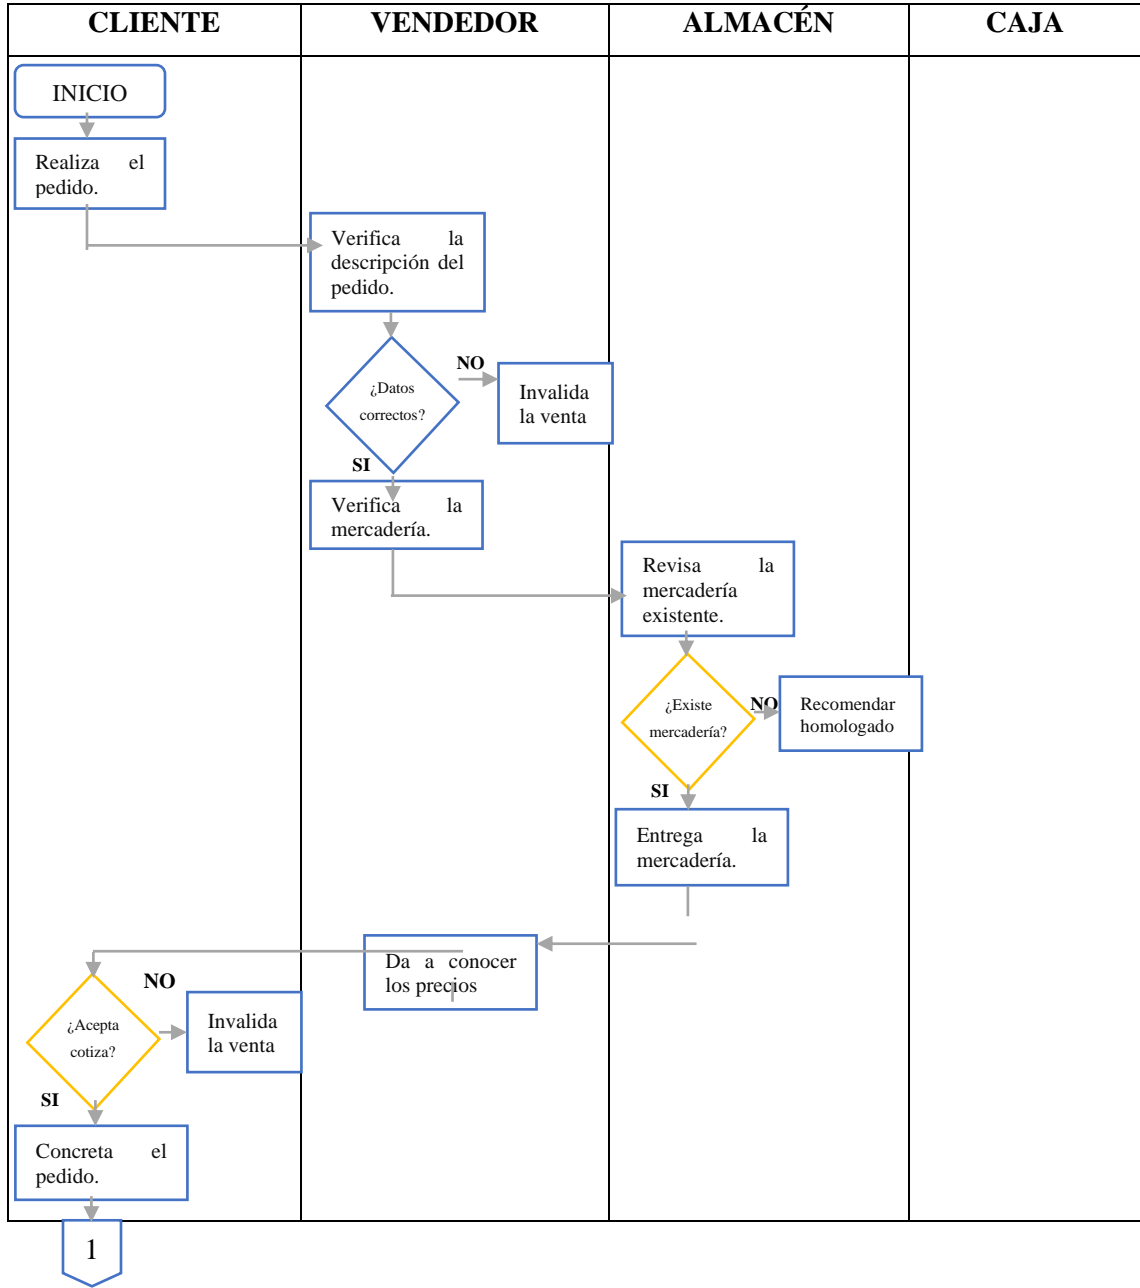 CLIENTE
VENDEDOR
ALMACÉN
CAJA
INICIO
Realiza el
pedido.
Verifica la
descripción del
pedido.
¿Datos
correctos?
NO
Invalida
la venta
SI
Verifica la
mercadería.
Revisa la
mercadería
existente.
¿Existe
mercadería?
NO
Recomendar
homologado
SI
Entrega la
mercadería.
Da a conocer
los precios
¿Acepta
cotiza?
NO
Invalida
la venta
SI
Concreta el
pedido.
1